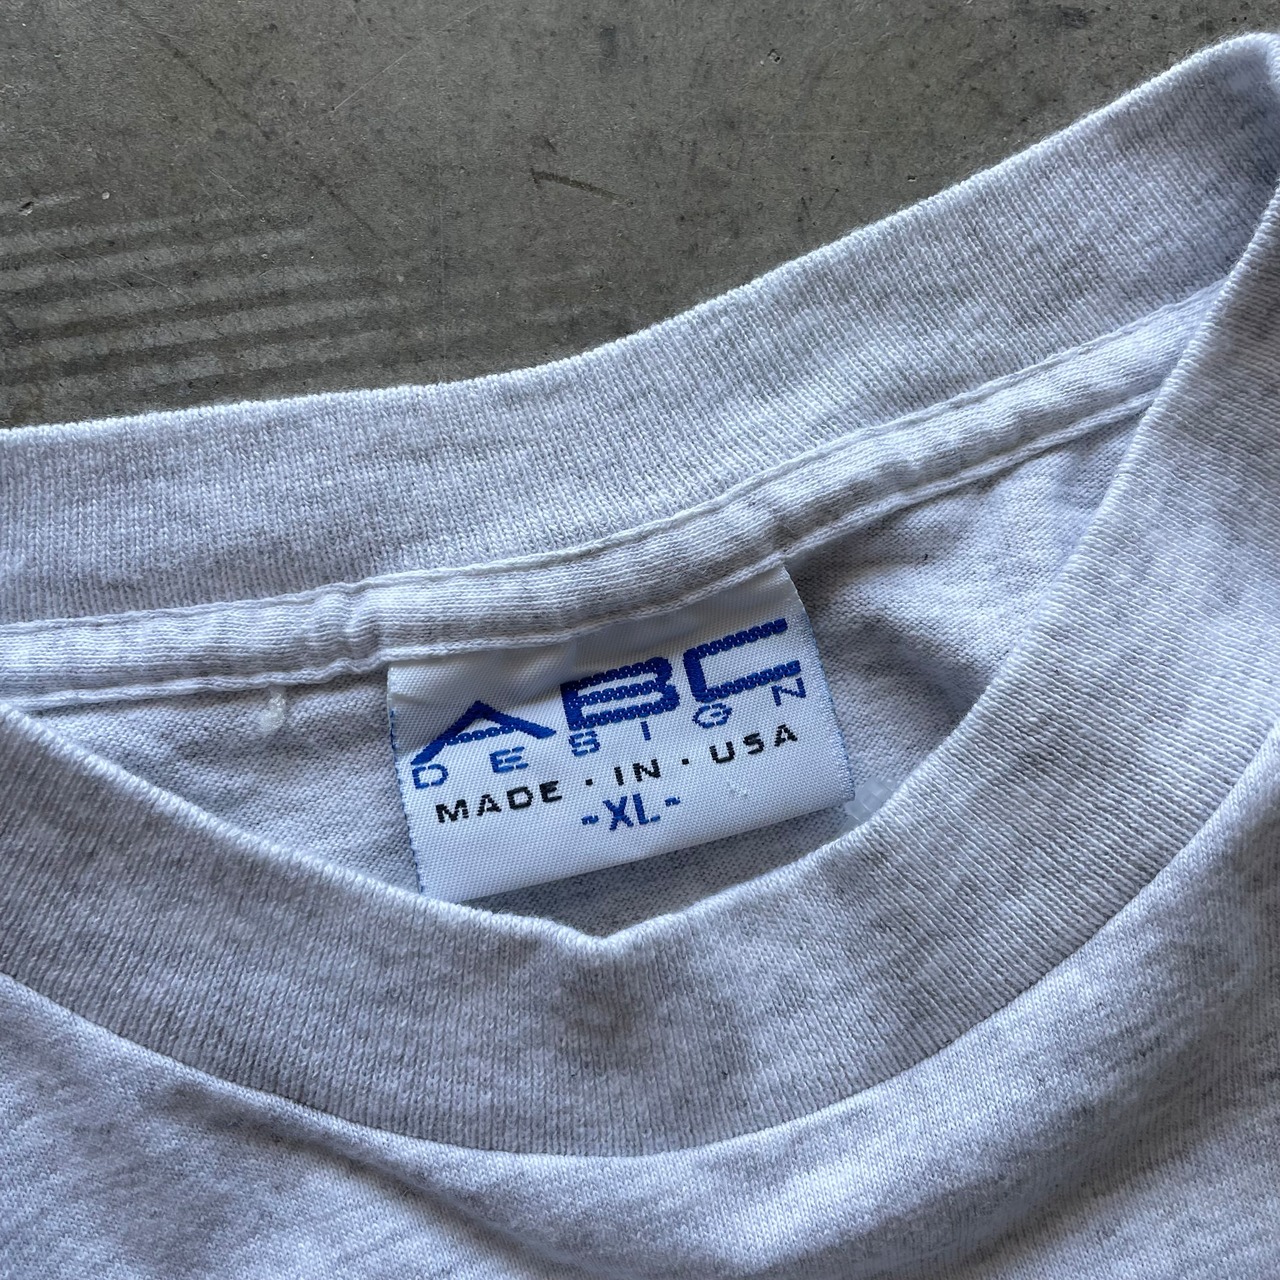 ABC
DESIGN
MADE · IN · USA
~XL~